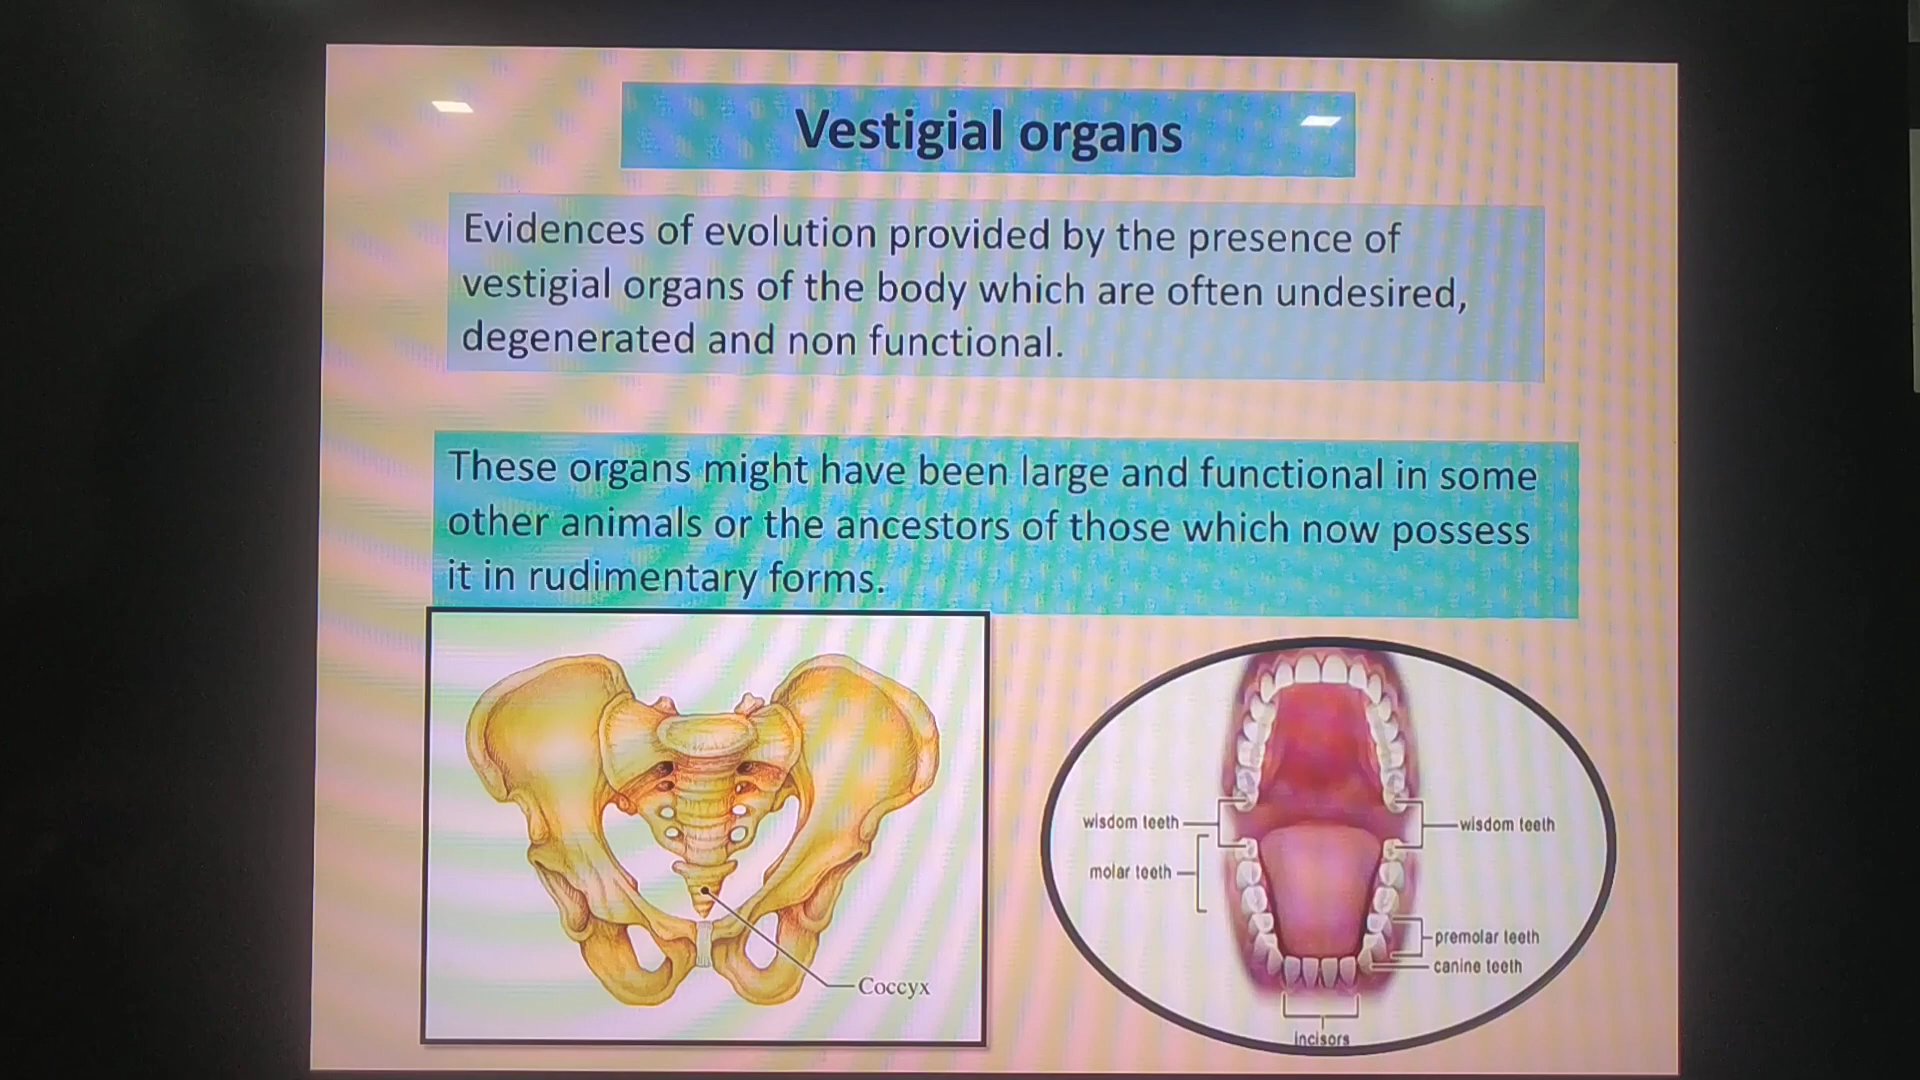 Vestigial organs
Evidences of evolution provided by the presence of
vestigial organs of the body which are often undesired,
degenerated and non functional.
These organs might have been large and functional in some
other animals or the ancestors of those which now possess
it in rudimentary forms.
Coccyx
wisdom teeth
wisdom teeth
molar teeth
premolar teeth
canine teeth
incisors